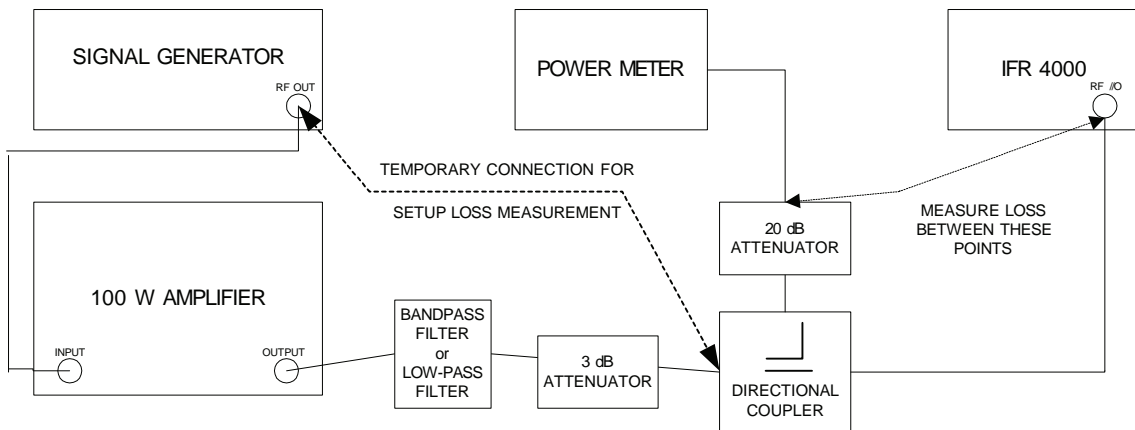 SIGNAL GENERATOR
RF OUT
POWER METER
IFR 4000
RF I/O
TEMPORARY CONNECTION FOR
SETUP LOSS MEASUREMENT
20 dB
ATTENUATOR
MEASURE LOSS
BETWEEN THESE
POINTS
100 W AMPLIFIER
INPUT
OUTPUT
BANDPASS
FILTER
or
LOW-PASS
FILTER
3 dB
ATTENUATOR
DIRECTIONAL
COUPLER